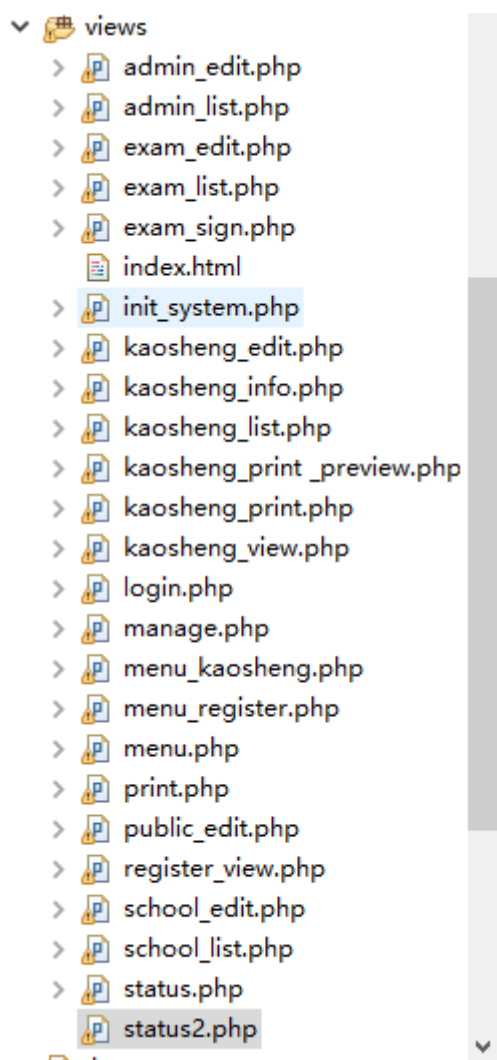 views
admin_edit.php
admin_list.php
exam_edit.php
exam_list.php
exam_sign.php
index.html
init_system.php
kaosheng_edit.php
kaosheng_info.php
kaosheng_list.php
kaosheng_print _preview.php
kaosheng_print.php
kaosheng_view.php
login.php
manage.php
menu_kaosheng.php
menu_register.php
menu.php
print.php
public_edit.php
register_view.php
school_edit.php
school_list.php
status.php
status2.php